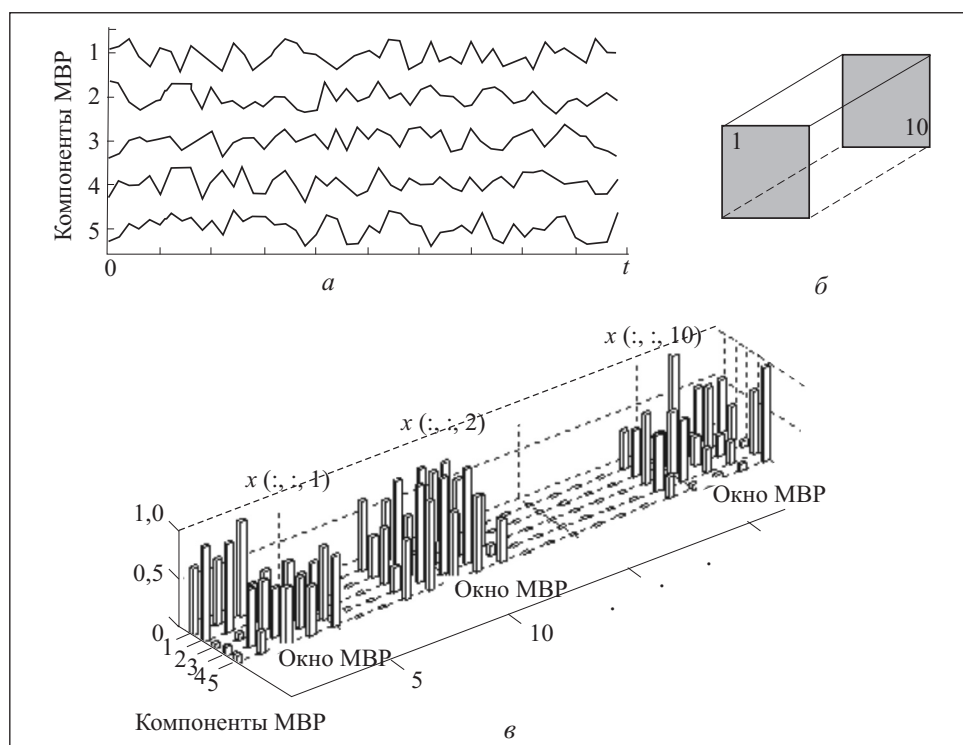 Компоненты МВР
1
2
3
4
5
0
t
а
1
10
б
x (:, :, 10)
x (:, :, 2)
x (:, :, 1)
1,0
0,5
0
1
2
3
4
5
Окно МВР
Окно МВР
Окно МВР
5
10
. . .
Компоненты МВР
в